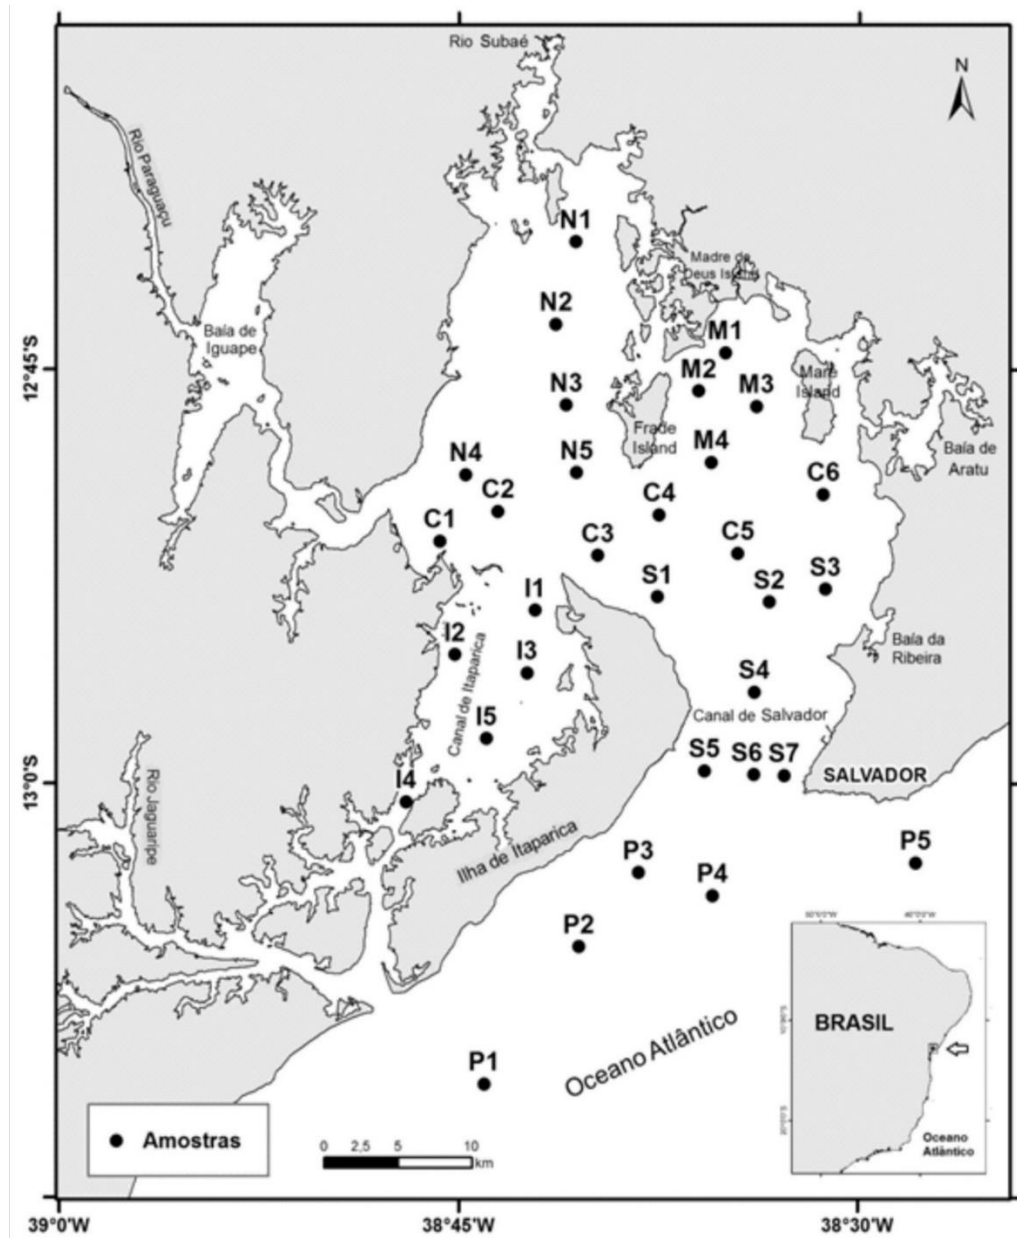 Rio Subaé
N
Rio Paraguaçu
N1
Madre de
Deus Island
N2
Baía de
Iguape
M1
12°45'S
M2
Maré
Island
N3
M3
Frade
Island
Baía de
Aratu
N4
N5
M4
C6
C2
C4
C1
C3
C5
I1
S1
S2
S3
I2
I3
Canal de Itaparica
Baía da
Ribeira
S4
Canal de Salvador
I5
S5
S6
S7
SALVADOR
13°0'S
I4
Rio Jaguaripe
Ilha de Itaparica
P3
P4
P5
P2
Oceano Atlântico
P1
BRASIL
Oceano
Atlântico
Amostras
0 2,5 5 10
km
39°0'W
38°45'W
38°30'W